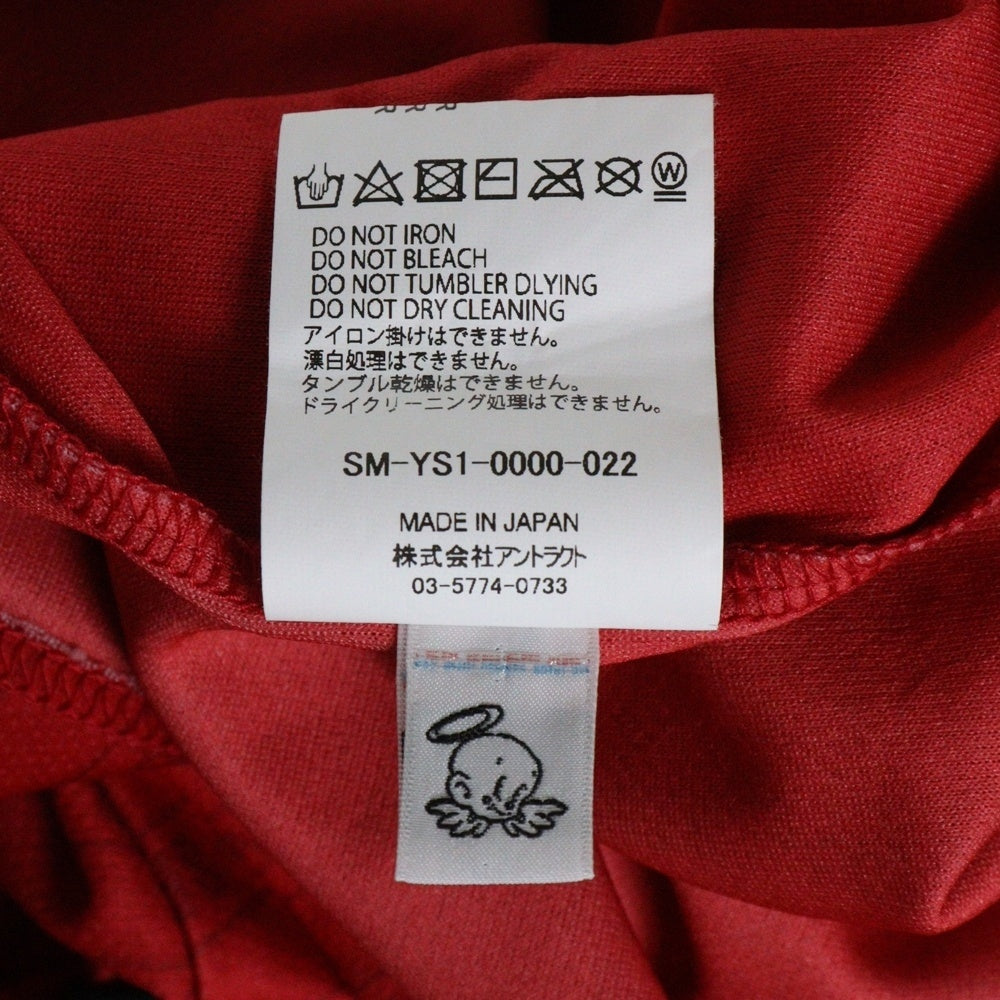 W
DO NOT IRON
DO NOT BLEACH
DO NOT TUMBLER DLYING
DO NOT DRY CLEANING
アイロン掛けはできません。
漂白処理はできません。
タンブル乾燥はできません。
ドライクリーニング処理はできません。
SM-YS1-0000-022
MADE IN JAPAN
株式会社アントラクト
03-5774-0733